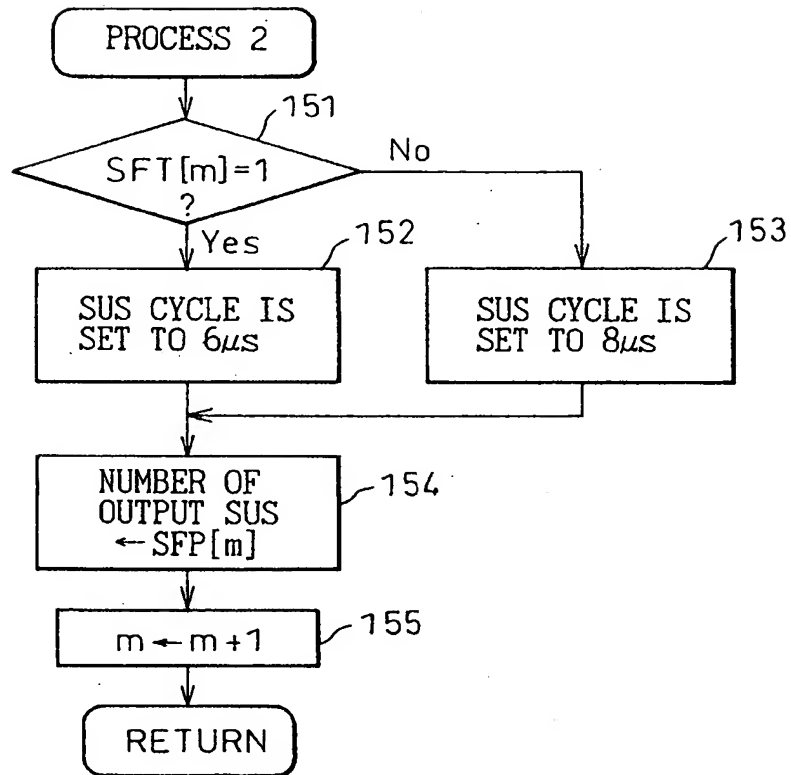 PROCESS 2
151
SFT[m]=1
?
No
Yes
152
153
SUS CYCLE IS
SET TO 6μs
SUS CYCLE IS
SET TO 8μs
NUMBER OF
OUTPUT SUS
←SFP[m]
154
m←m+1
155
RETURN